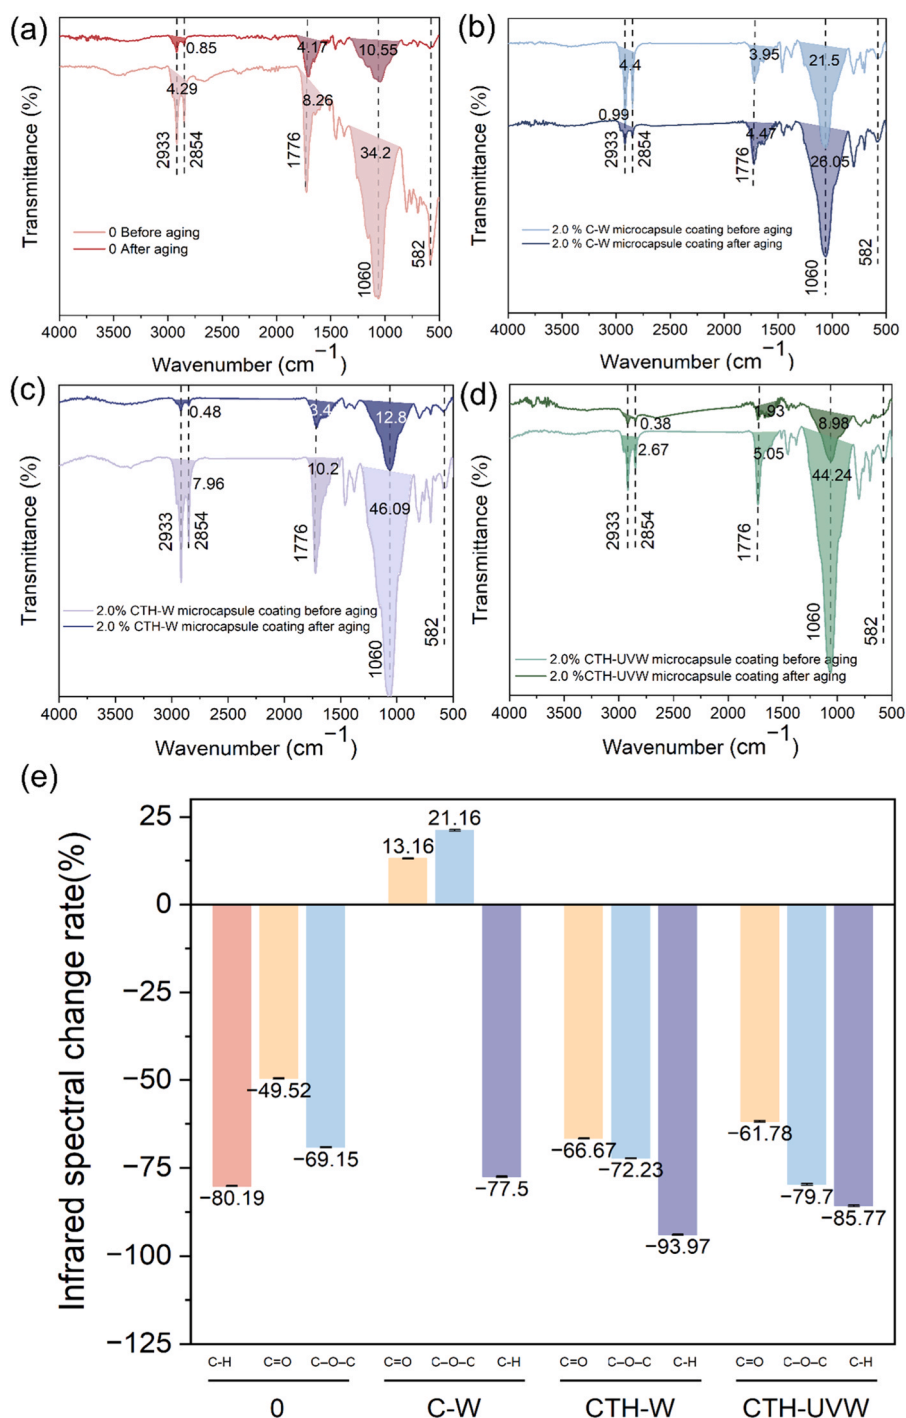 (a)
0.85
4.17
10.55
4.29
8.26
34.2
2933
2854
1776
1060
582
0 Before aging
0 After aging
Transmittance (%)
4000 3500 3000 2500 2000 1500 1000 500
Wavenumber (cm−1)
(b)
4.4
3.95
21.5
0.99
4.47
26.05
2933
2854
1776
1060
582
2.0 % C-W microcapsule coating before aging
2.0 % C-W microcapsule coating after aging
Transmittance (%)
4000 3500 3000 2500 2000 1500 1000 500
Wavenumber (cm−1)
(c)
0.48
3.4
12.8
7.96
10.2
46.09
2933
2854
1776
1060
582
2.0% CTH-W microcapsule coating before aging
2.0 % CTH-W microcapsule coating after aging
Transmittance (%)
4000 3500 3000 2500 2000 1500 1000 500
Wavenumber (cm−1)
(d)
0.38
1.93
8.98
2.67
5.05
44.24
2933
2854
1776
1060
582
2.0% CTH-UVW microcapsule coating before aging
2.0 %CTH-UVW microcapsule coating after aging
Transmittance (%)
4000 3500 3000 2500 2000 1500 1000 500
Wavenumber (cm−1)
(e)
Infrared spectral change rate(%)
25
0
−25
−50
−75
−100
−125
−80.19
−49.52
−69.15
13.16
21.16
−77.5
−66.67
−72.23
−93.97
−61.78
−79.7
−85.77
C-H C=O C−O−C C=O C−O−C C-H C=O C−O−C C-H C=O C−O−C C-H
0 C-W CTH-W CTH-UVW